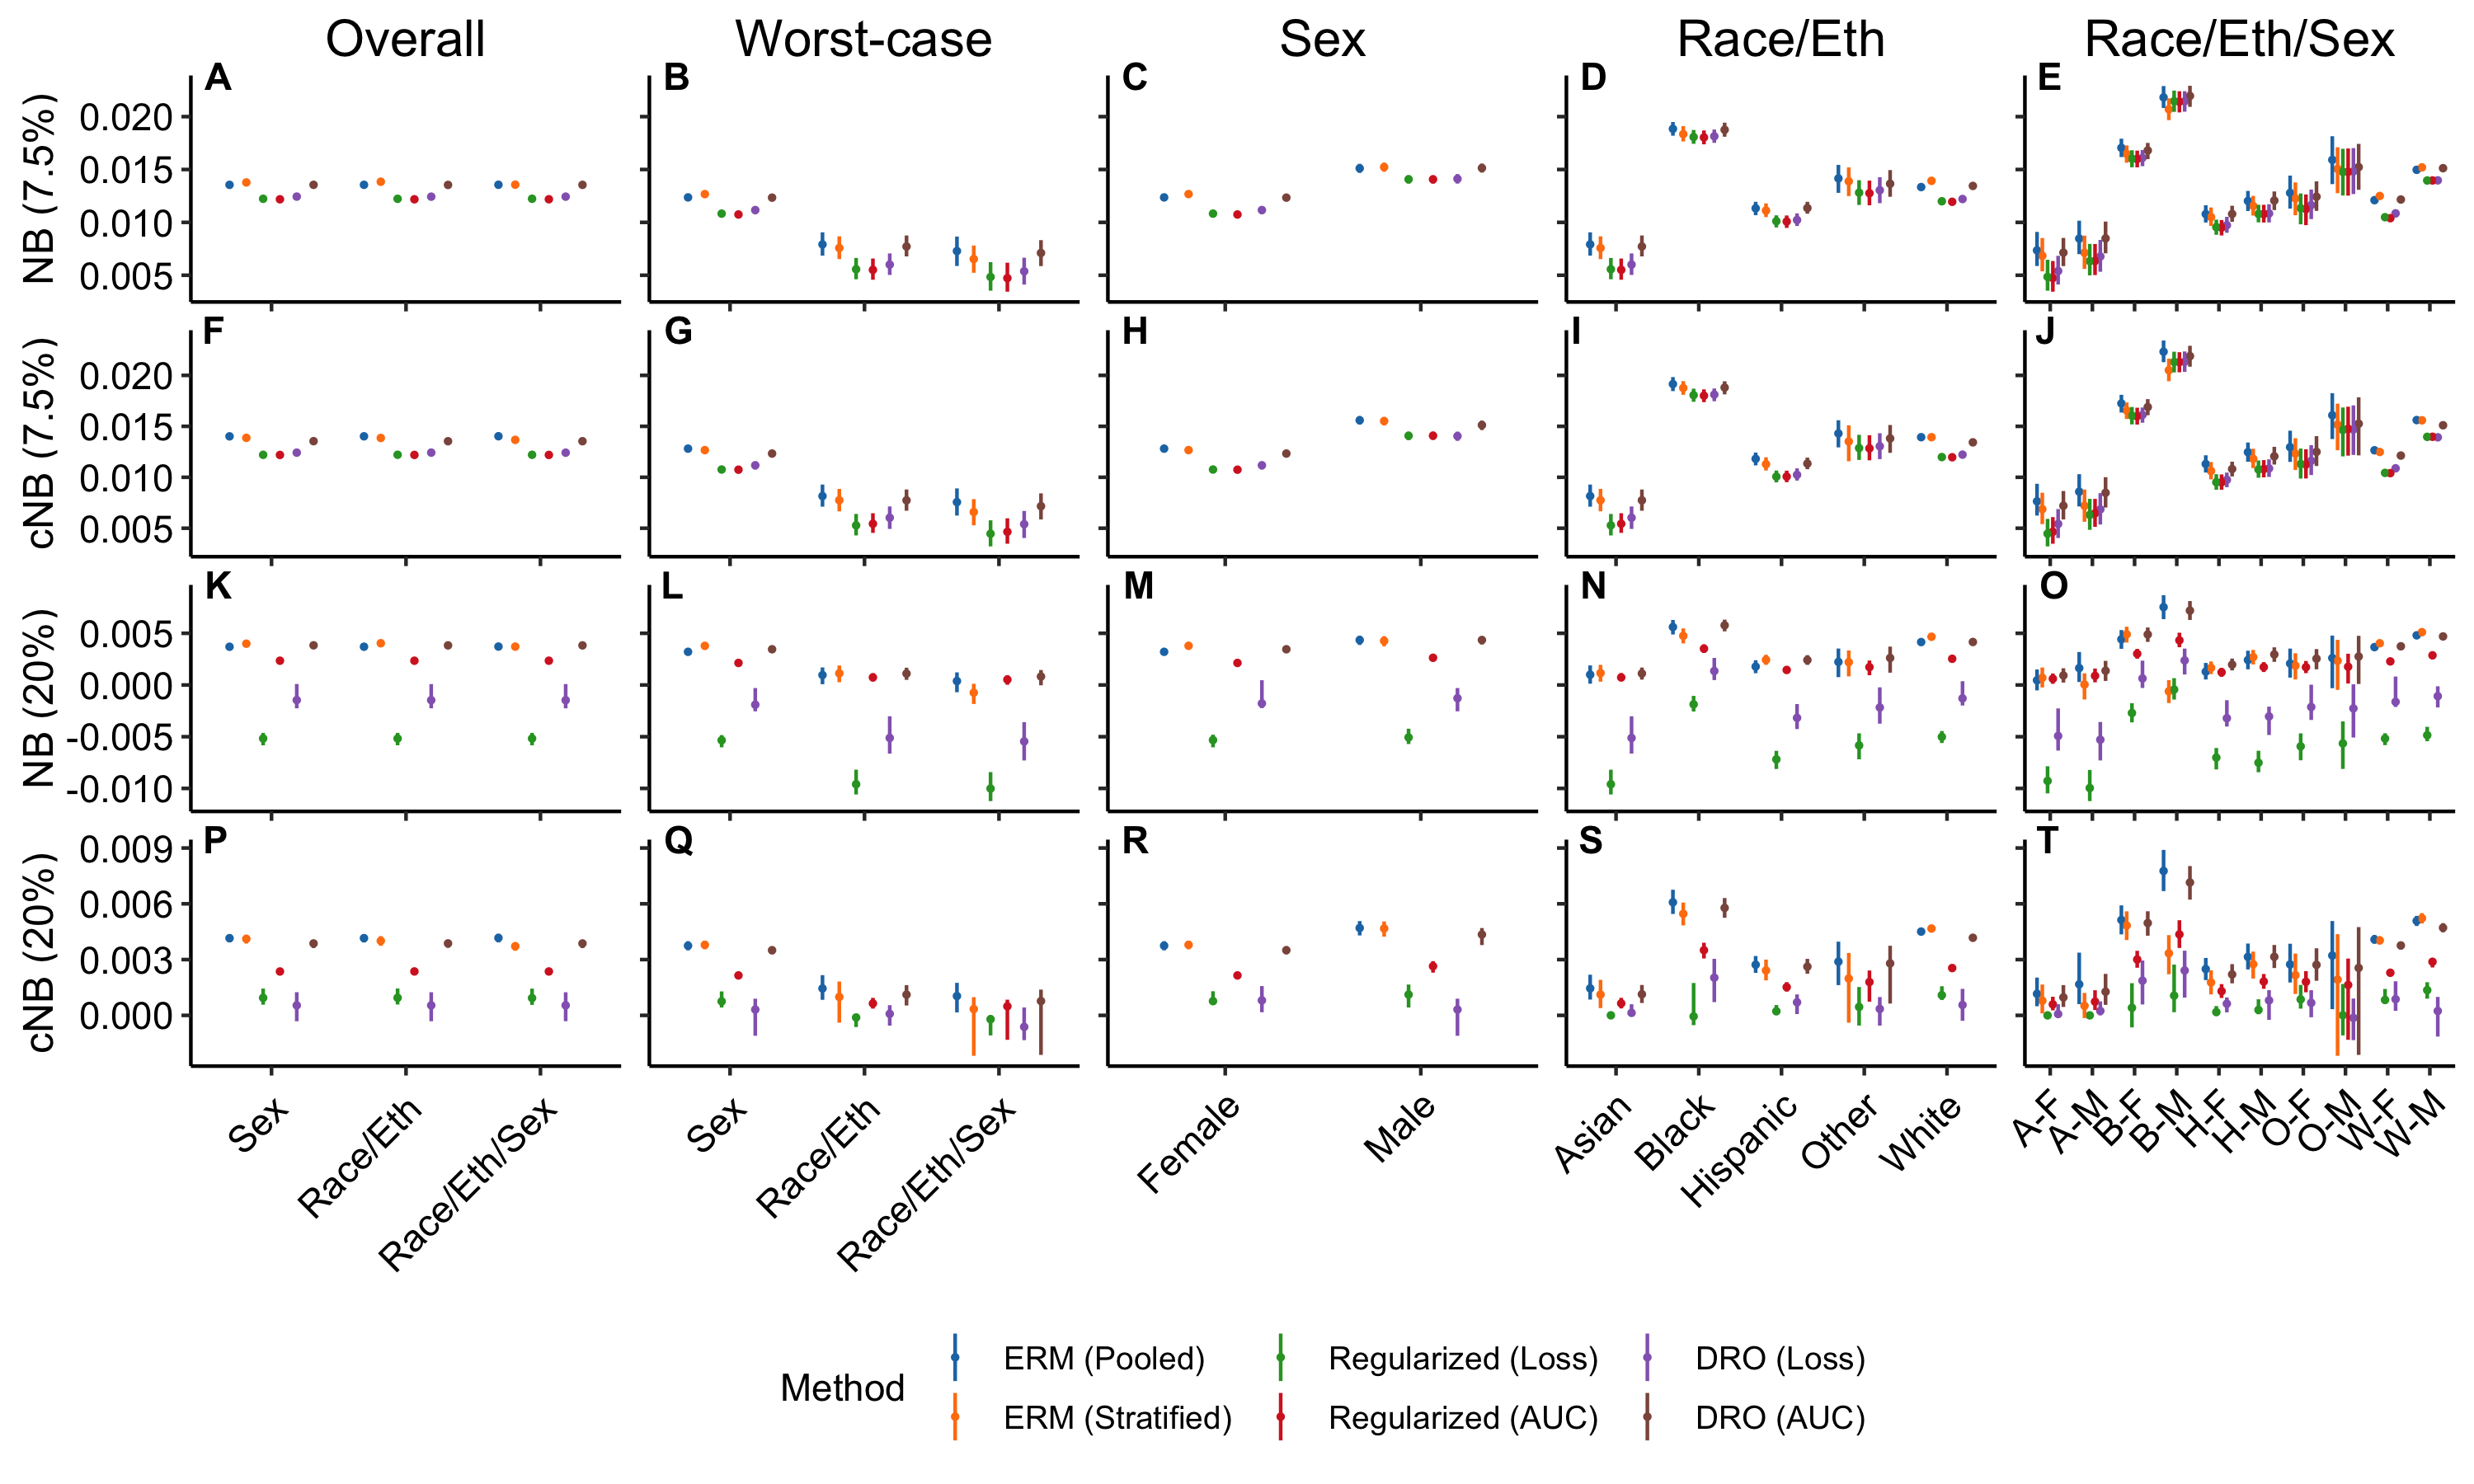 Overall Worst-case Sex Race/Eth Race/Eth/Sex
A B C D E
NB (7.5%)
0.020
0.015
0.010
0.005
F G H I J
cNB (7.5%)
0.020
0.015
0.010
0.005
K L M N O
NB (20%)
0.005
0.000
-0.005
-0.010
P Q R S T
cNB (20%)
0.009
0.006
0.003
0.000
Sex Race/Eth Race/Eth/Sex
Sex Race/Eth Race/Eth/Sex
Female Male
Asian Black Hispanic Other White
A-F A-M B-F B-M H-F H-M O-F O-M W-F W-M
Method
ERM (Pooled) Regularized (Loss) DRO (Loss)
ERM (Stratified) Regularized (AUC) DRO (AUC)